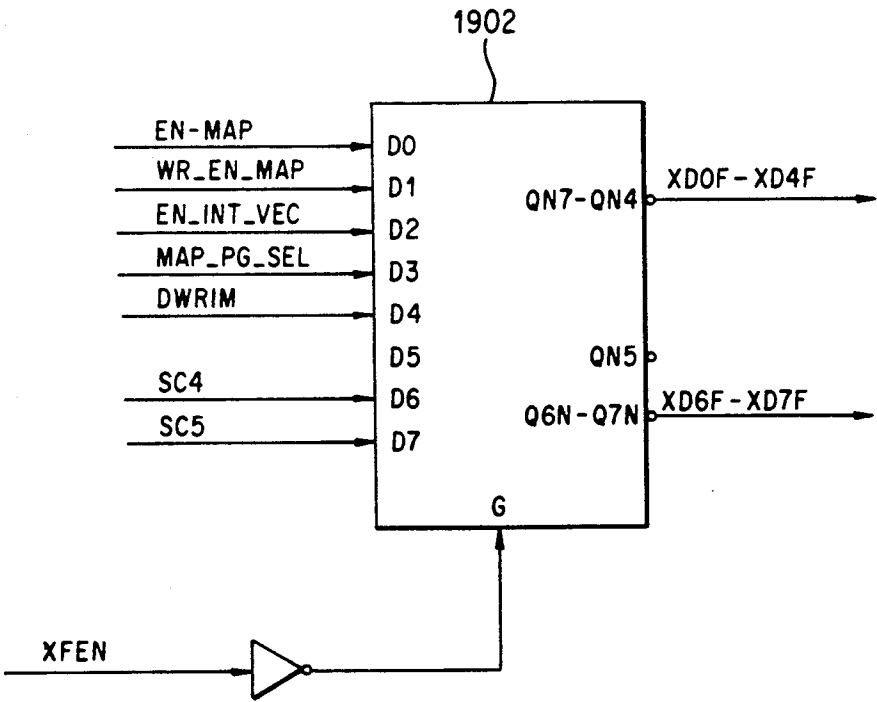 1902
EN-MAP
D0
WR_EN_MAP
D1
QN7-QN4
XD0F-XD4F
EN_INT_VEC
D2
MAP_PG_SEL
D3
DWRIM
D4
D5
QN5
SC4
D6
Q6N-Q7N
XD6F-XD7F
SC5
D7
G
XFEN